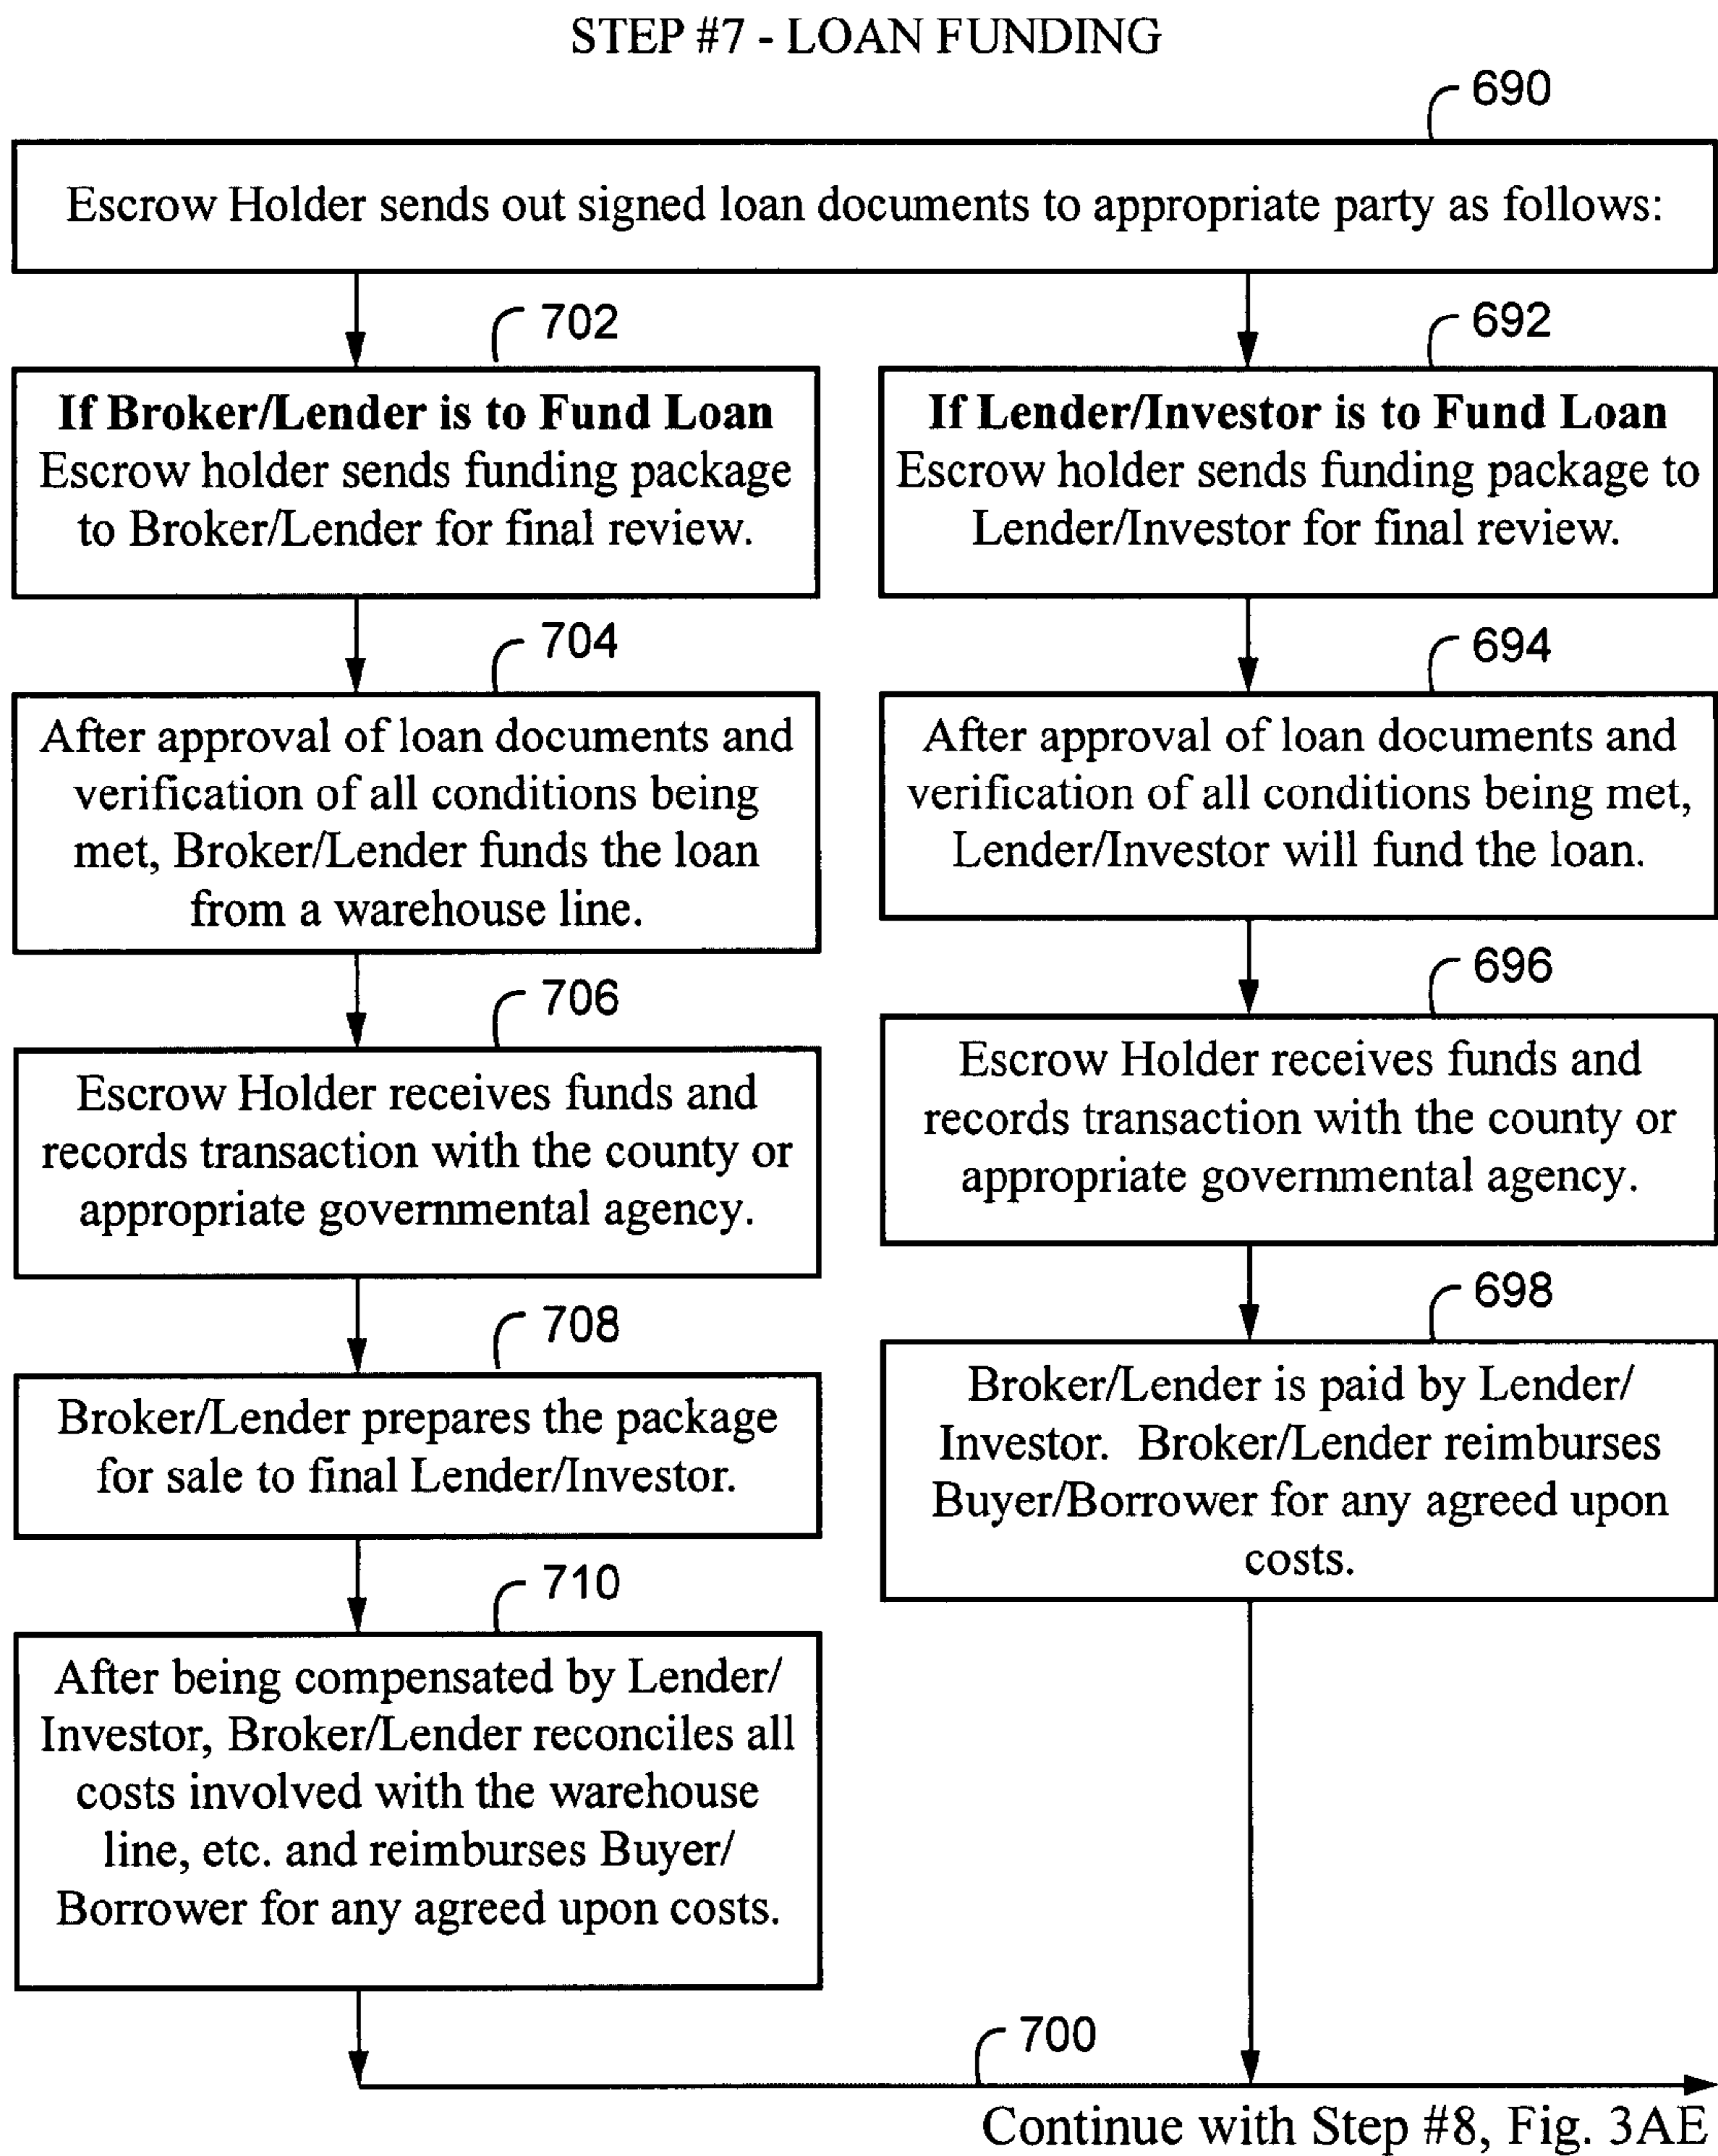 STEP #7 - LOAN FUNDING
690
Escrow Holder sends out signed loan documents to appropriate party as follows:
702
If Broker/Lender is to Fund Loan
Escrow holder sends funding package
to Broker/Lender for final review.
704
After approval of loan documents and
verification of all conditions being
met, Broker/Lender funds the loan
from a warehouse line.
706
Escrow Holder receives funds and
records transaction with the county or
appropriate governmental agency.
708
Broker/Lender prepares the package
for sale to final Lender/Investor.
710
After being compensated by Lender/
Investor, Broker/Lender reconciles all
costs involved with the warehouse
line, etc. and reimburses Buyer/
Borrower for any agreed upon costs.
692
If Lender/Investor is to Fund Loan
Escrow holder sends funding package to
Lender/Investor for final review.
694
After approval of loan documents and
verification of all conditions being met,
Lender/Investor will fund the loan.
696
Escrow Holder receives funds and
records transaction with the county or
appropriate governmental agency.
698
Broker/Lender is paid by Lender/
Investor. Broker/Lender reimburses
Buyer/Borrower for any agreed upon
costs.
700
Continue with Step #8, Fig. 3AE